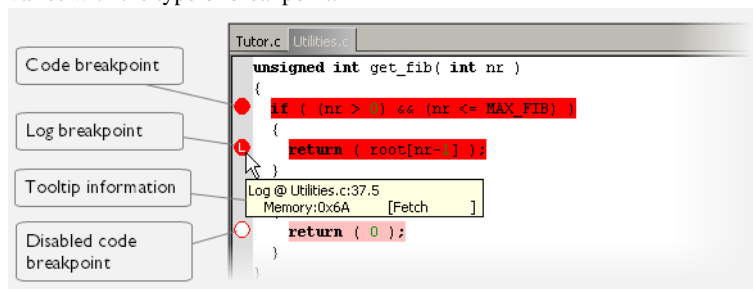 Tutor.c Utilities.c
Code breakpoint
unsigned int get_fib( int nr )
{
if ( (nr > 0) && (nr <= MAX_FIB) )
{
Log breakpoint
L
return ( root[nr-1] );
}
Tooltip information
Log @ Utilities.c:37.5
Memory:0x6A [Fetch ]
Disabled code
breakpoint
return ( 0 );
}
}